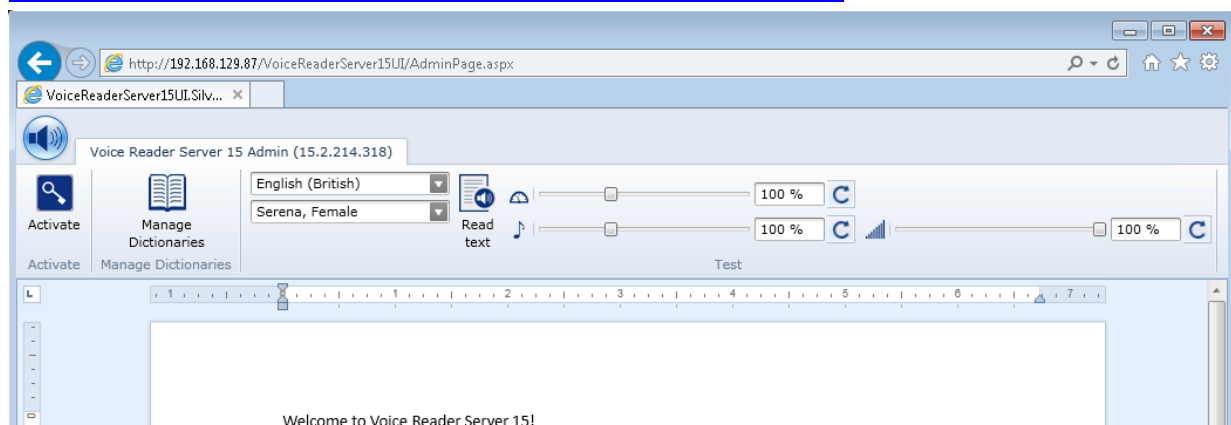 http://192.168.129.87/VoiceReaderServer15UI/AdminPage.aspx
VoiceReaderServer15UI.Silv...
Voice Reader Server 15 Admin (15.2.214.318)
English (British)
100 %
Serena, Female
Activate
Manage
Dictionaries
Read
text
100 %
100 %
Activate
Manage Dictionaries
Test
L
1 1 2 3 4 5 6 7
Welcome to Voice Reader Server 15!